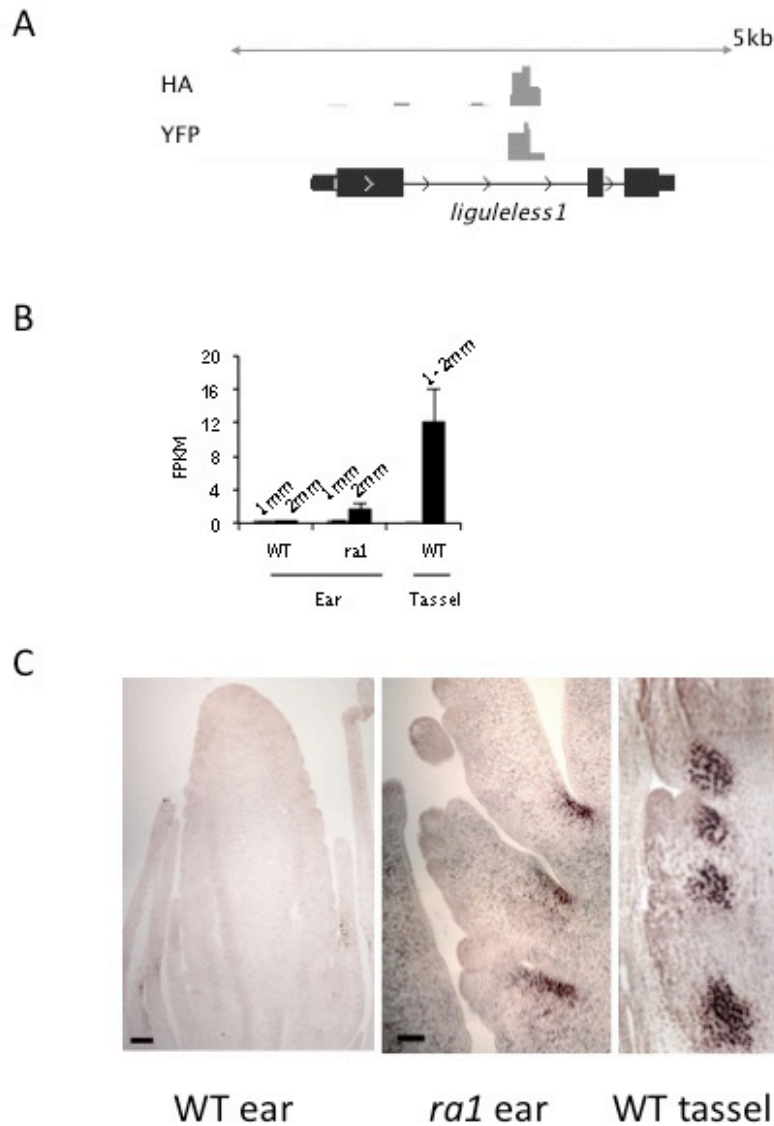 A
5kb
HA
YFP
liguleless1
B
20
16
12
8
4
0
FPKM
1mm
2mm
1mm
2mm
1-2mm
WT
ra1
WT
Ear
Tassel
C
WT ear
ra1 ear
WT tassel